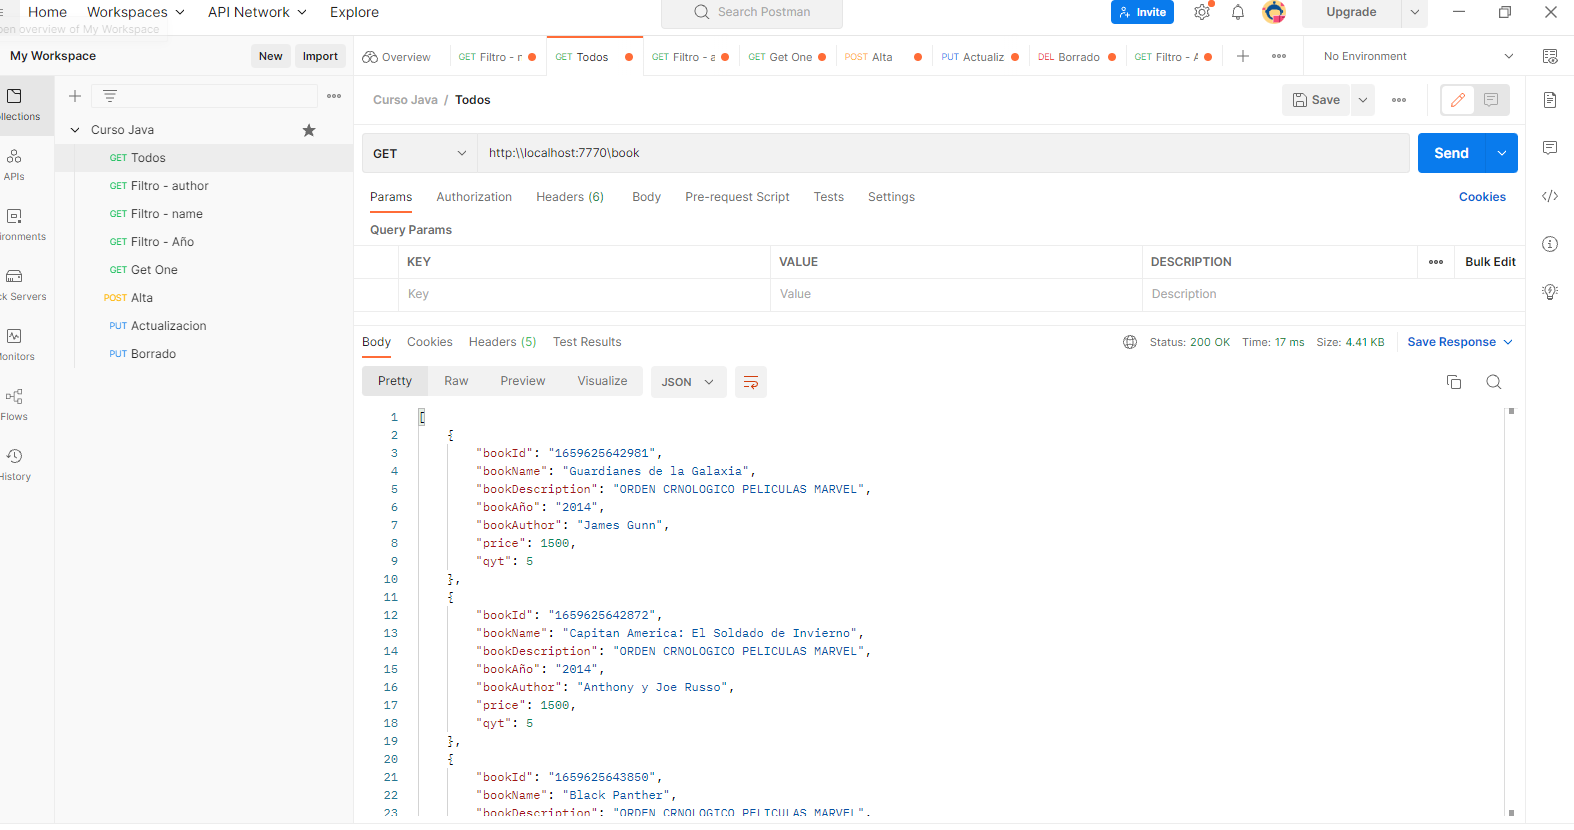 Home Workspaces API Network Explore Search Postman Invite Upgrade
pen overview of My Workspace
My Workspace New Import Overview GET Filtro - r GET Todos GET Filtro - a GET Get One POST Alta PUT Actualiz DEL Borrado GET Filtro - A No Environment
llections
APIs
ironments
ck Servers
Monitors
Flows
History
Curso Java
GET Todos
GET Filtro - author
GET Filtro - name
GET Filtro - Año
GET Get One
POST Alta
PUT Actualizacion
PUT Borrado
Curso Java / Todos Save
GET http:\\localhost:7770\book Send
Params Authorization Headers (6) Body Pre-request Script Tests Settings Cookies
Query Params
KEY VALUE DESCRIPTION Bulk Edit
Key Value Description
Body Cookies Headers (5) Test Results Status: 200 OK Time: 17 ms Size: 4.41 KB Save Response
Pretty Raw Preview Visualize JSON
1 [
2 {
3 "bookId": "1659625642981",
4 "bookName": "Guardianes de la Galaxia",
5 "bookDescription": "ORDEN CRNOLOGICO PELICULAS MARVEL",
6 "bookAño": "2014",
7 "bookAuthor": "James Gunn",
8 "price": 1500,
9 "qyt": 5
10 },
11 {
12 "bookId": "1659625642872",
13 "bookName": "Capitan America: El Soldado de Invierno",
14 "bookDescription": "ORDEN CRNOLOGICO PELICULAS MARVEL",
15 "bookAño": "2014",
16 "bookAuthor": "Anthony y Joe Russo",
17 "price": 1500,
18 "qyt": 5
19 },
20 {
21 "bookId": "1659625643850",
22 "bookName": "Black Panther",
23 "bookDescription": "ORDEN CRNOLOGICO PELICULAS MARVEL",